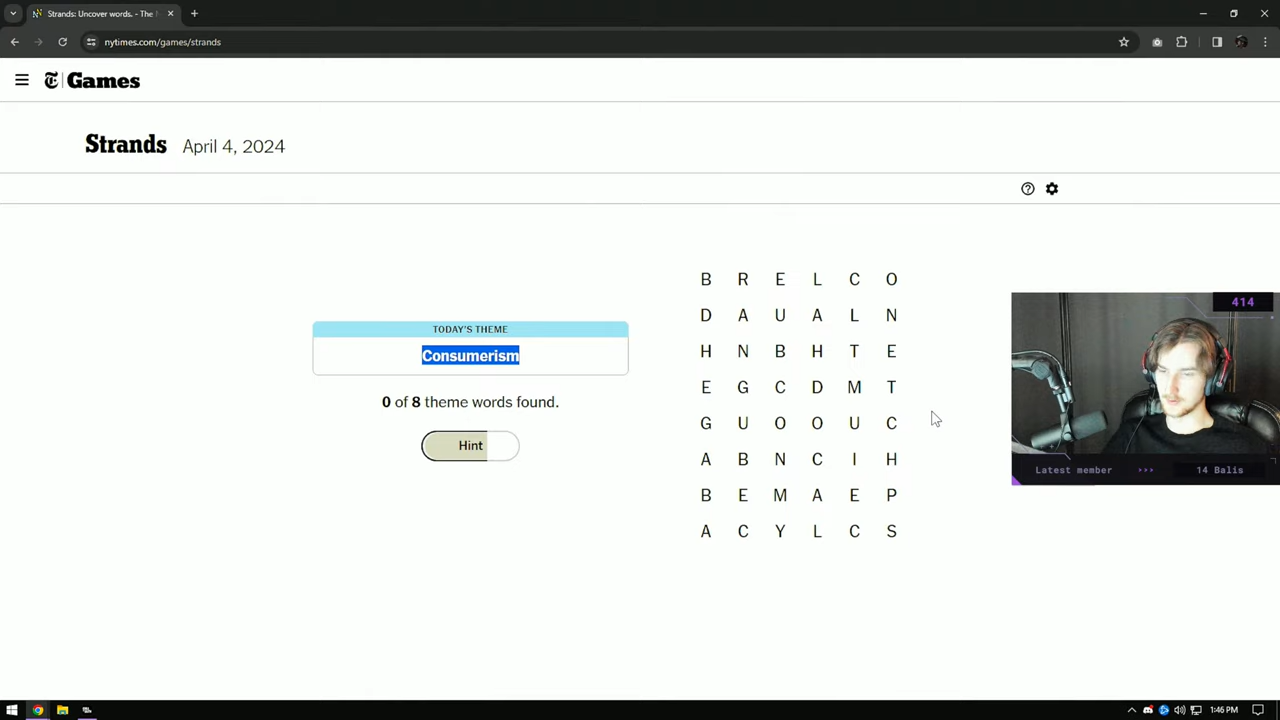 Strands: Uncover words. - The N
nytimes.com/games/strands
T Games
Strands April 4, 2024
TODAY'S THEME
Consumerism
0 of 8 theme words found.
Hint
B R E L C O
D A U A L N
H N B H T E
E G C D M T
G U O O U C
A B N C I H
B E M A E P
A C Y L C S
414
Latest member >>> 14 Balis
1:46 PM